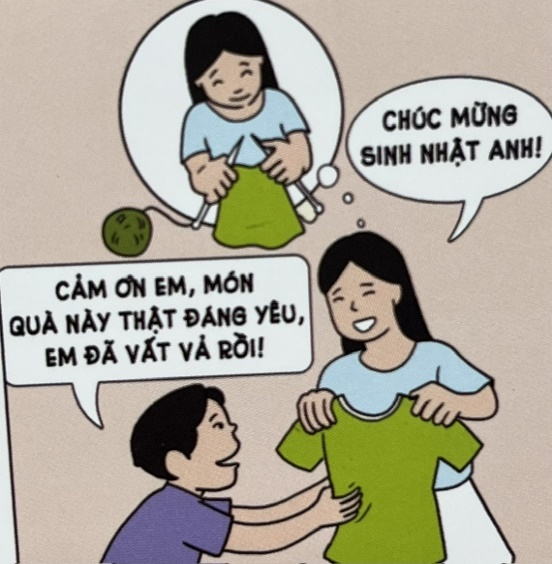 CHÚC MỪNG
SINH NHẬT ANH!
CẢM ƠN EM, MÓN
QUÀ NÀY THẬT ĐÁNG YÊU,
EM ĐÃ VẤT VẢ RỒI!